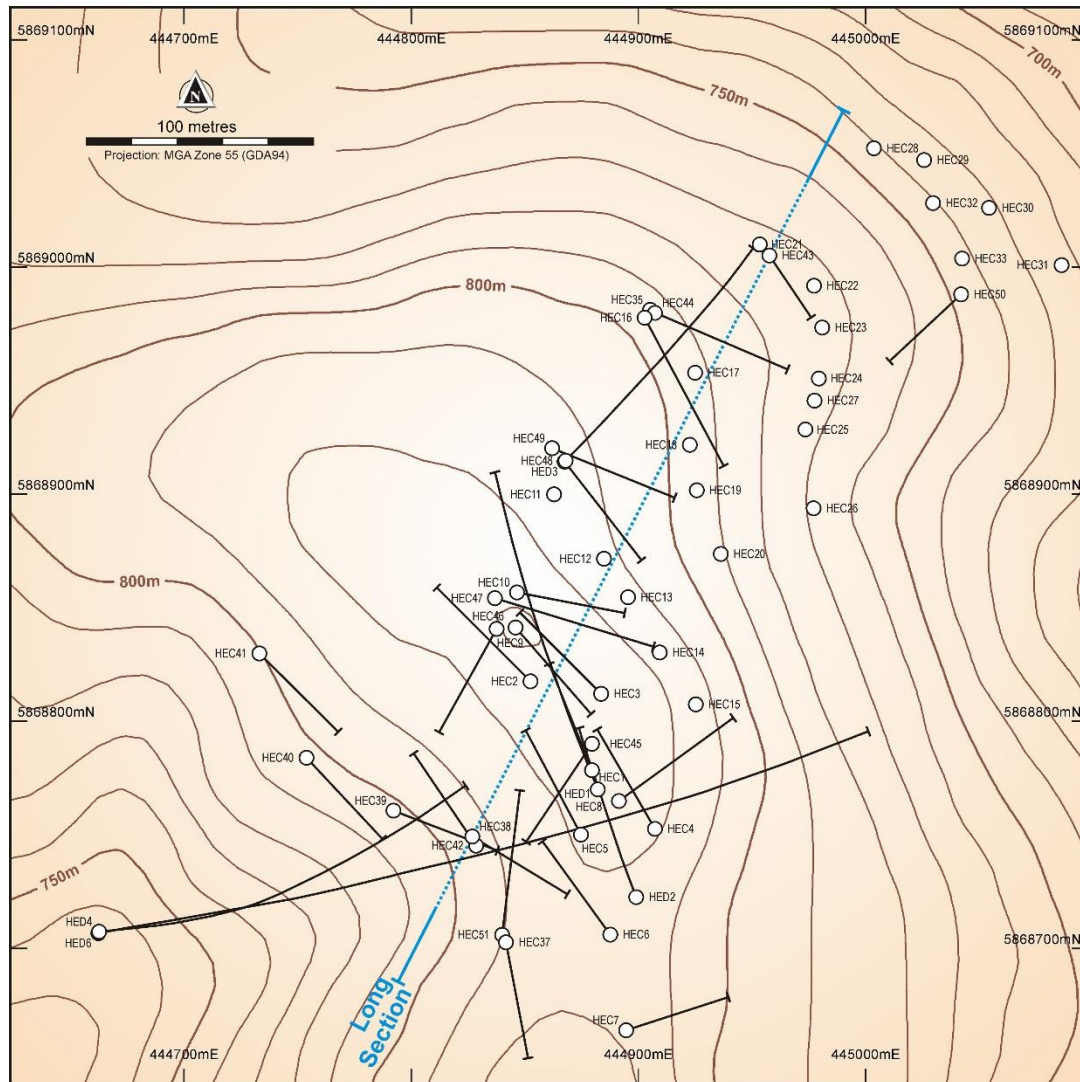 5869100mN
444700mE
444800mE
444900mE
445000mE
5869100mN
700m
N
100 metres
Projection: MGA Zone 55 (GDA94)
750m
HEC28
HEC29
HEC32
HEC30
HEC21
HEC43
HEC33
HEC31
5869000mN
HEC22
HEC50
800m
HEC35
HEC44
HEC16
HEC23
HEC17
HEC24
HEC27
HEC25
HEC49
HEC18
HEC48
HED3
HEC11
HEC19
5868900mN
5868900mN
HEC26
HEC12
HEC20
800m
HEC10
HEC47
HEC13
HEC46
HEC9
HEC41
HEC14
HEC2
HEC3
HEC15
5868800mN
5868800mN
HEC45
HEC40
HEC1
HED1
HEC8
HEC39
HEC38
HEC4
HEC42
HEC5
750m
HED2
HED4
HED6
HEC51
HEC37
HEC6
5868700mN
5868700mN
Long
Section
HEC7
444700mE
444900mE
445000mE